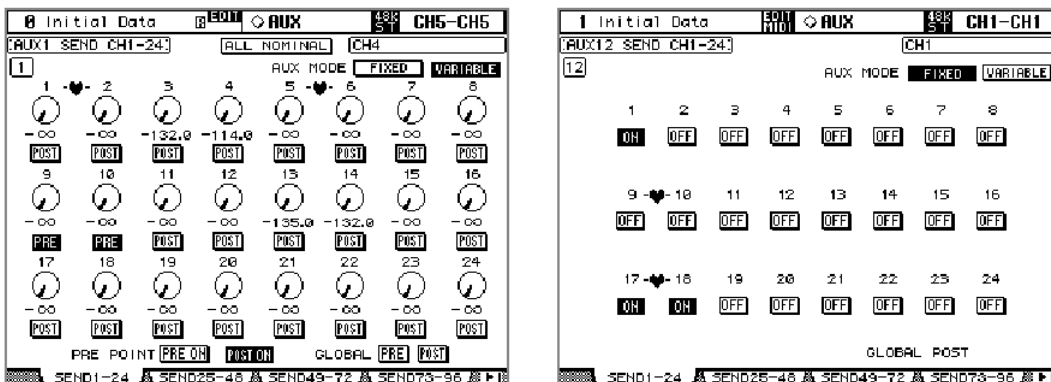 0 Initial Data EDIT AUX 48K ST CH5-CH5
AUX1 SEND CH1-24 ALL NOMINAL CH4
1 AUX MODE FIXED VARIABLE
1 2 3 4 5 6 7 8
-∞ -∞ -132.0 -114.0 -∞ -∞ -∞ -∞
POST POST POST POST POST POST POST POST
9 10 11 12 13 14 15 16
-∞ -∞ -∞ -∞ -135.0 -132.0 -∞ -∞
PRE PRE POST POST POST POST POST POST
17 18 19 20 21 22 23 24
-∞ -∞ -∞ -∞ -∞ -∞ -∞ -∞
POST POST POST POST POST POST POST POST
PRE POINT PRE ON POST ON GLOBAL PRE POST
SEND1-24 SEND25-48 SEND49-72 SEND73-96
1 Initial Data EDIT MIDI AUX 48K ST CH1-CH1
AUX12 SEND CH1-24 CH1
12 AUX MODE FIXED VARIABLE
1 2 3 4 5 6 7 8
ON OFF OFF OFF OFF OFF OFF OFF
9 10 11 12 13 14 15 16
OFF OFF OFF OFF OFF OFF OFF OFF
17 18 19 20 21 22 23 24
ON ON OFF OFF OFF OFF OFF OFF
GLOBAL POST
SEND1-24 SEND25-48 SEND49-72 SEND73-96